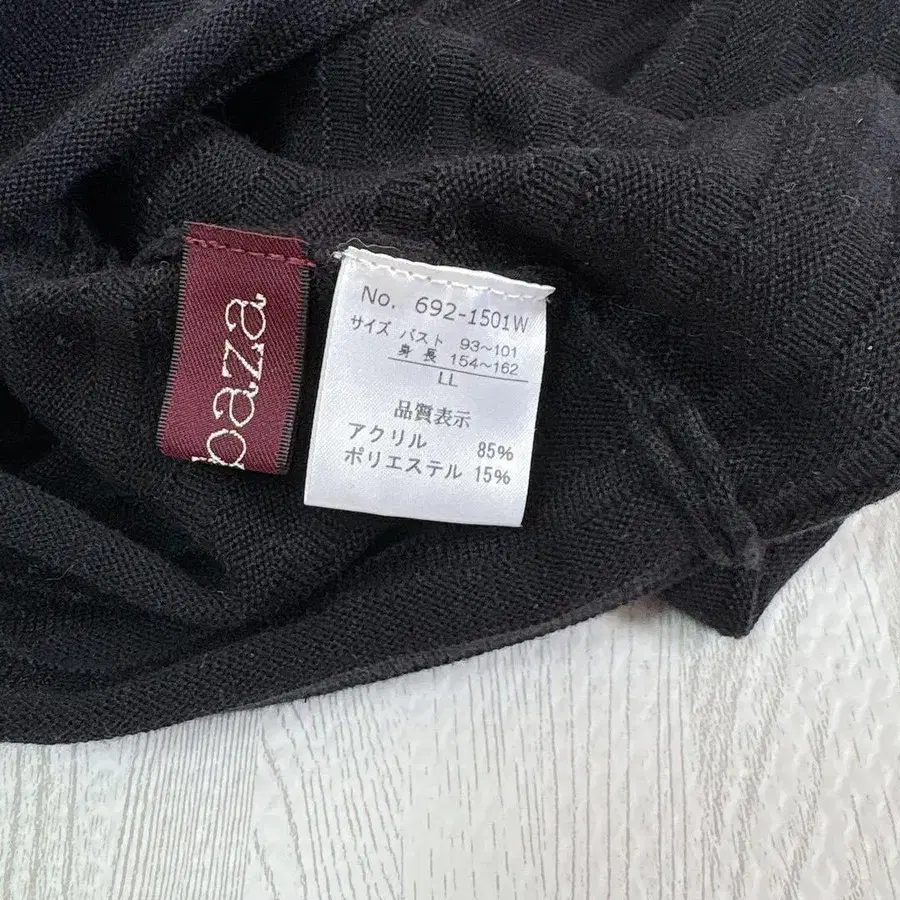 baza
No. 692-1501W
サイズ バスト 93〜101
身長 154〜162
LL
品質表示
アクリル 85%
ポリエステル 15%